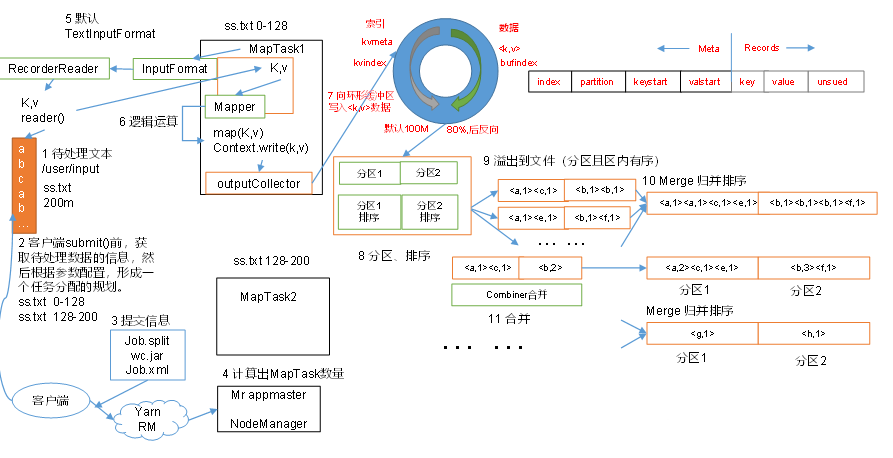 5 默认
TextInputFormat
ss.txt 0-128
MapTask1
RecorderReader
InputFormat
K,v
K,v
reader()
Mapper
6 逻辑运算
map(K,v)
Context.write(k,v)
outputCollector
a
b
c
a
b
...
1 待处理文本
/user/input
ss.txt
200m
2 客户端submit()前，获
取待处理数据的信息，然
后根据参数配置，形成一
个任务分配的规划。
ss.txt 0-128
ss.txt 128-200
3 提交信息
Job.split
wc.jar
Job.xml
客户端
Yarn
RM
4 计算出MapTask数量
Mr appmaster
NodeManager
ss.txt 128-200
MapTask2
索引
kvmeta
kvindex
数据
<k,v>
bufindex
7 向环形缓冲区
写入<k,v>数据
默认100M
80%,后反向
Meta
Records
index
partition
keystart
valstart
key
value
unsued
分区1
分区2
分区1
排序
分区2
排序
8 分区、排序
9 溢出到文件（分区且区内有序）
<a,1><c,1>
<b,1><b,1>
<a,1><e,1>
<b,1><f,1>
... ...
10 Merge 归并排序
<a,1><a,1><c,1><e,1>
<b,1><b,1><b,1><f,1>
<a,1><c,1>
<b,2>
Combiner合并
11 合并
<a,2><c,1><e,1>
<b,3><f,1>
分区1
分区2
Merge 归并排序
<g,1>
<h,1>
分区1
分区2
... ...